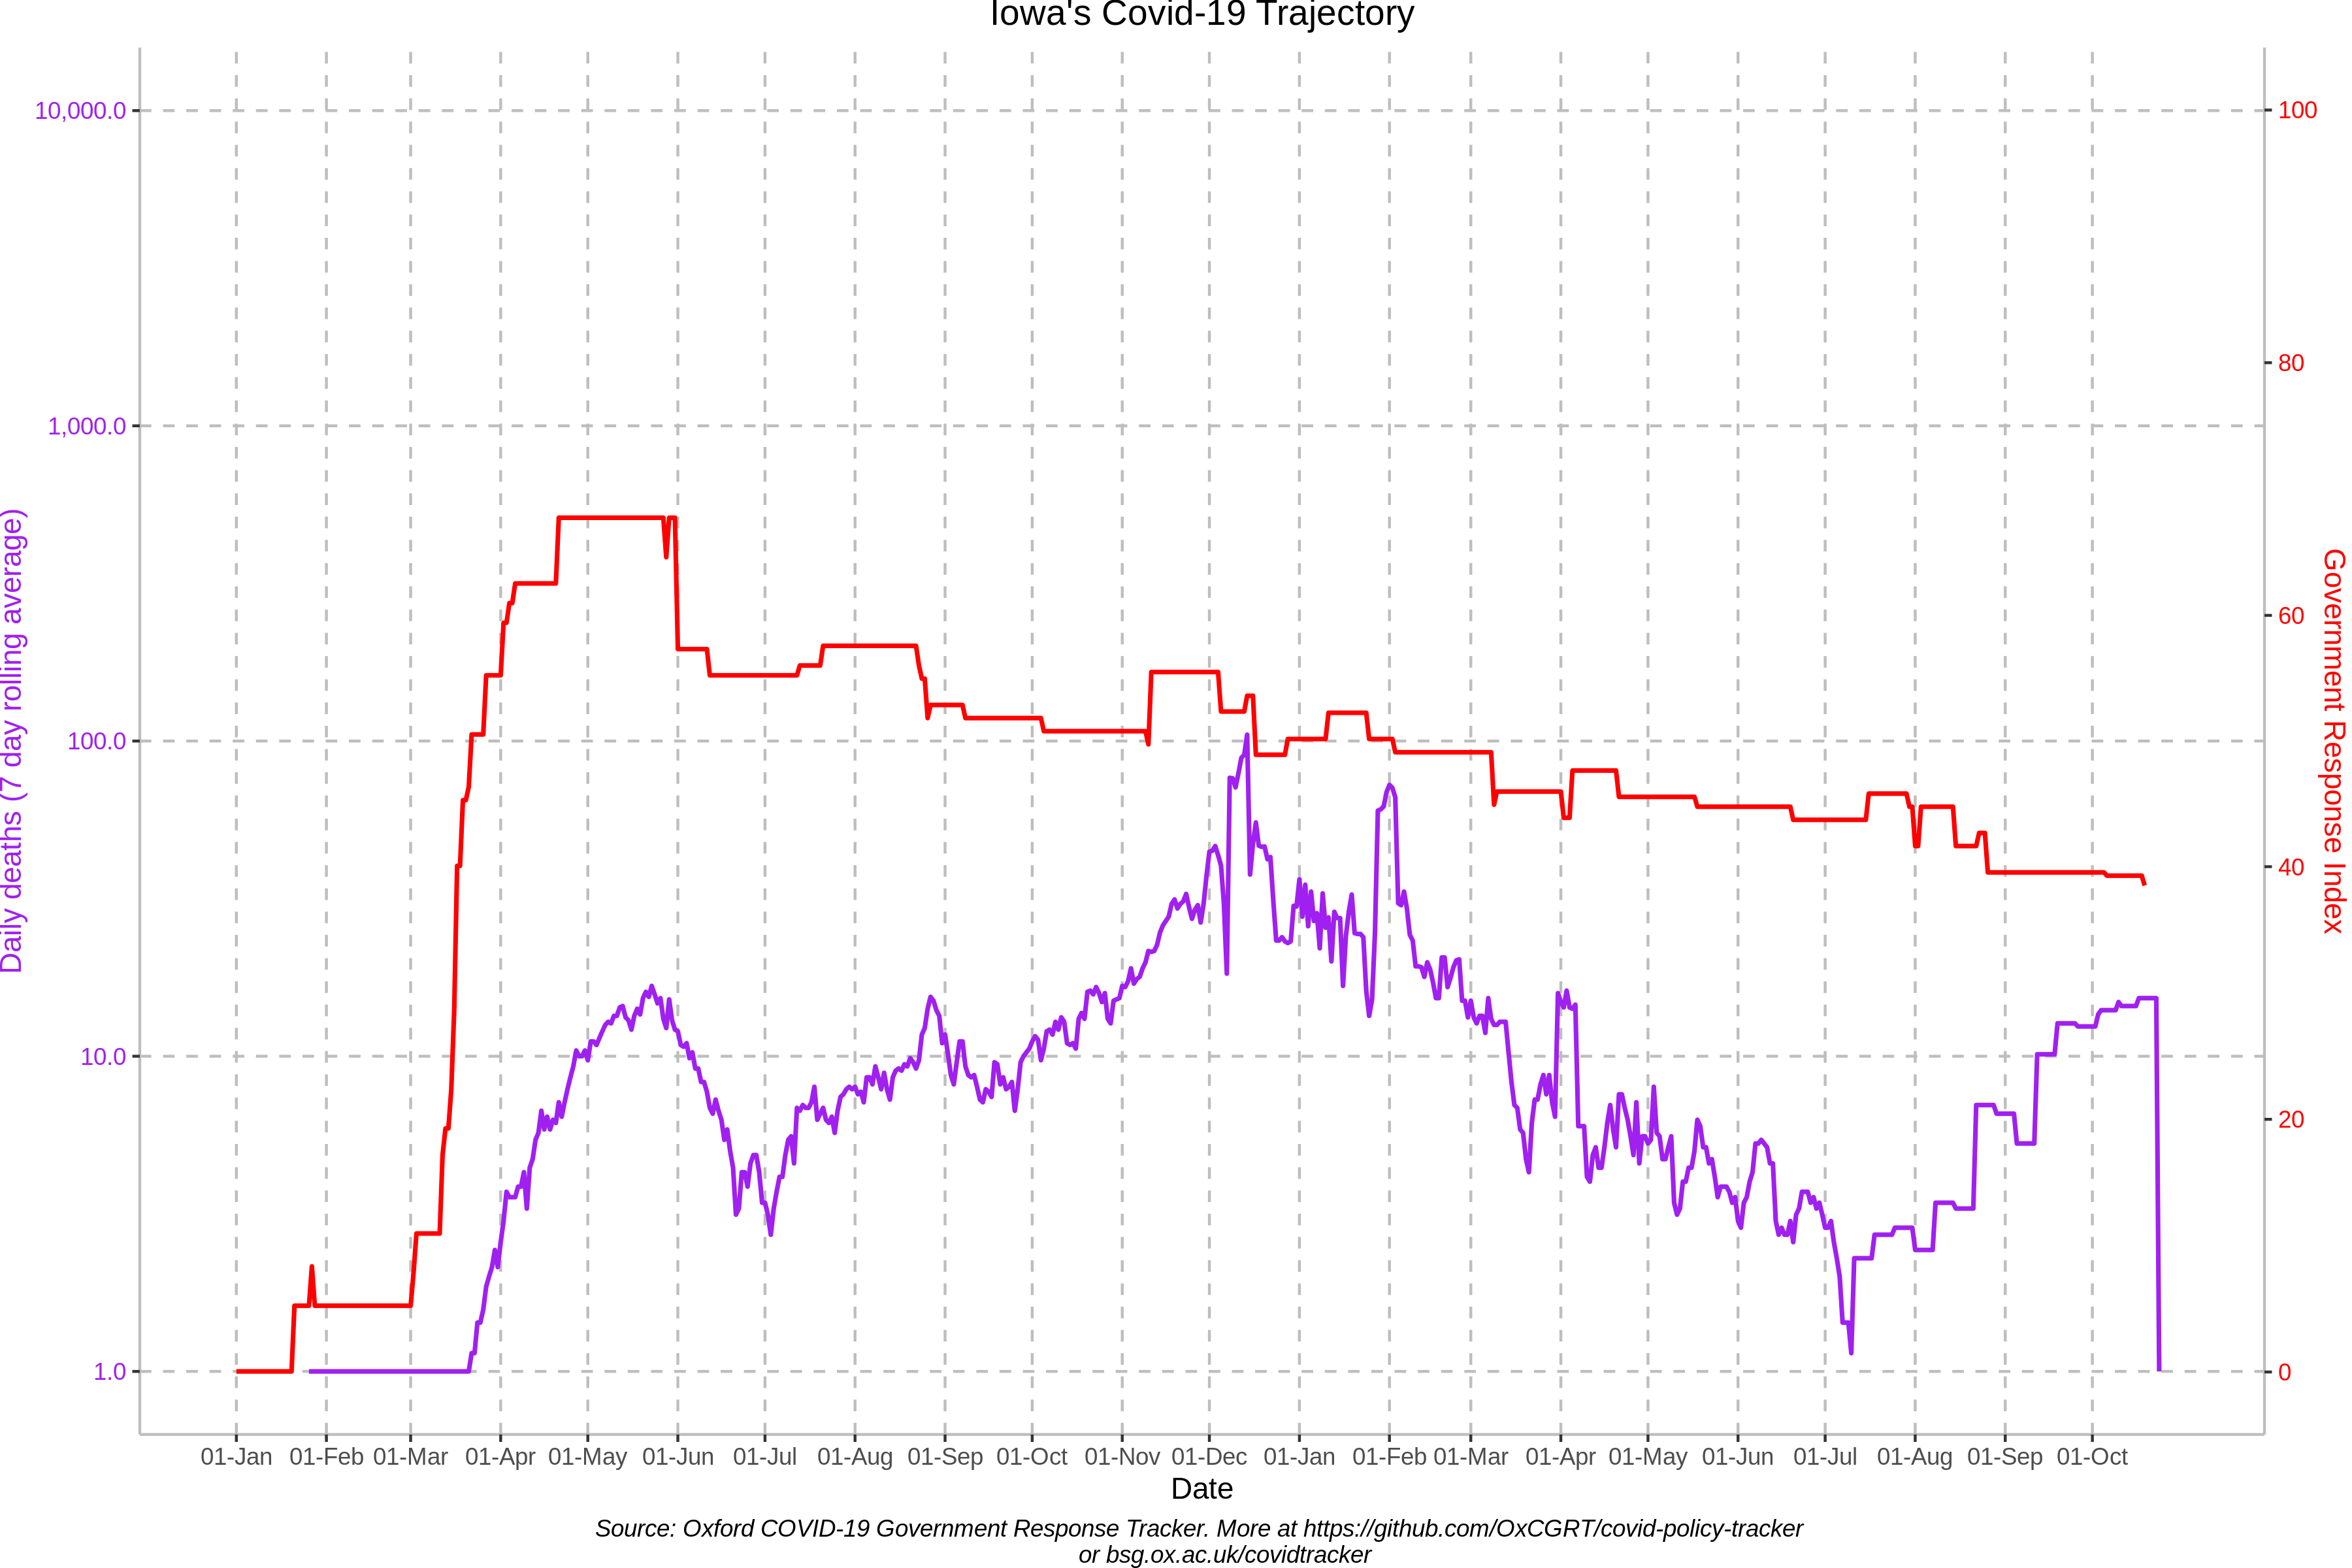 Iowa's Covid-19 Trajectory
10,000.0
1,000.0
100.0
10.0
1.0
Daily deaths (7 day rolling average)
100
80
60
40
20
0
Government Response Index
01-Jan 01-Feb 01-Mar 01-Apr 01-May 01-Jun 01-Jul 01-Aug 01-Sep 01-Oct 01-Nov 01-Dec 01-Jan 01-Feb 01-Mar 01-Apr 01-May 01-Jun 01-Jul 01-Aug 01-Sep 01-Oct
Date
Source: Oxford COVID-19 Government Response Tracker. More at https://github.com/OxCGRT/covid-policy-tracker
or bsg.ox.ac.uk/covidtracker